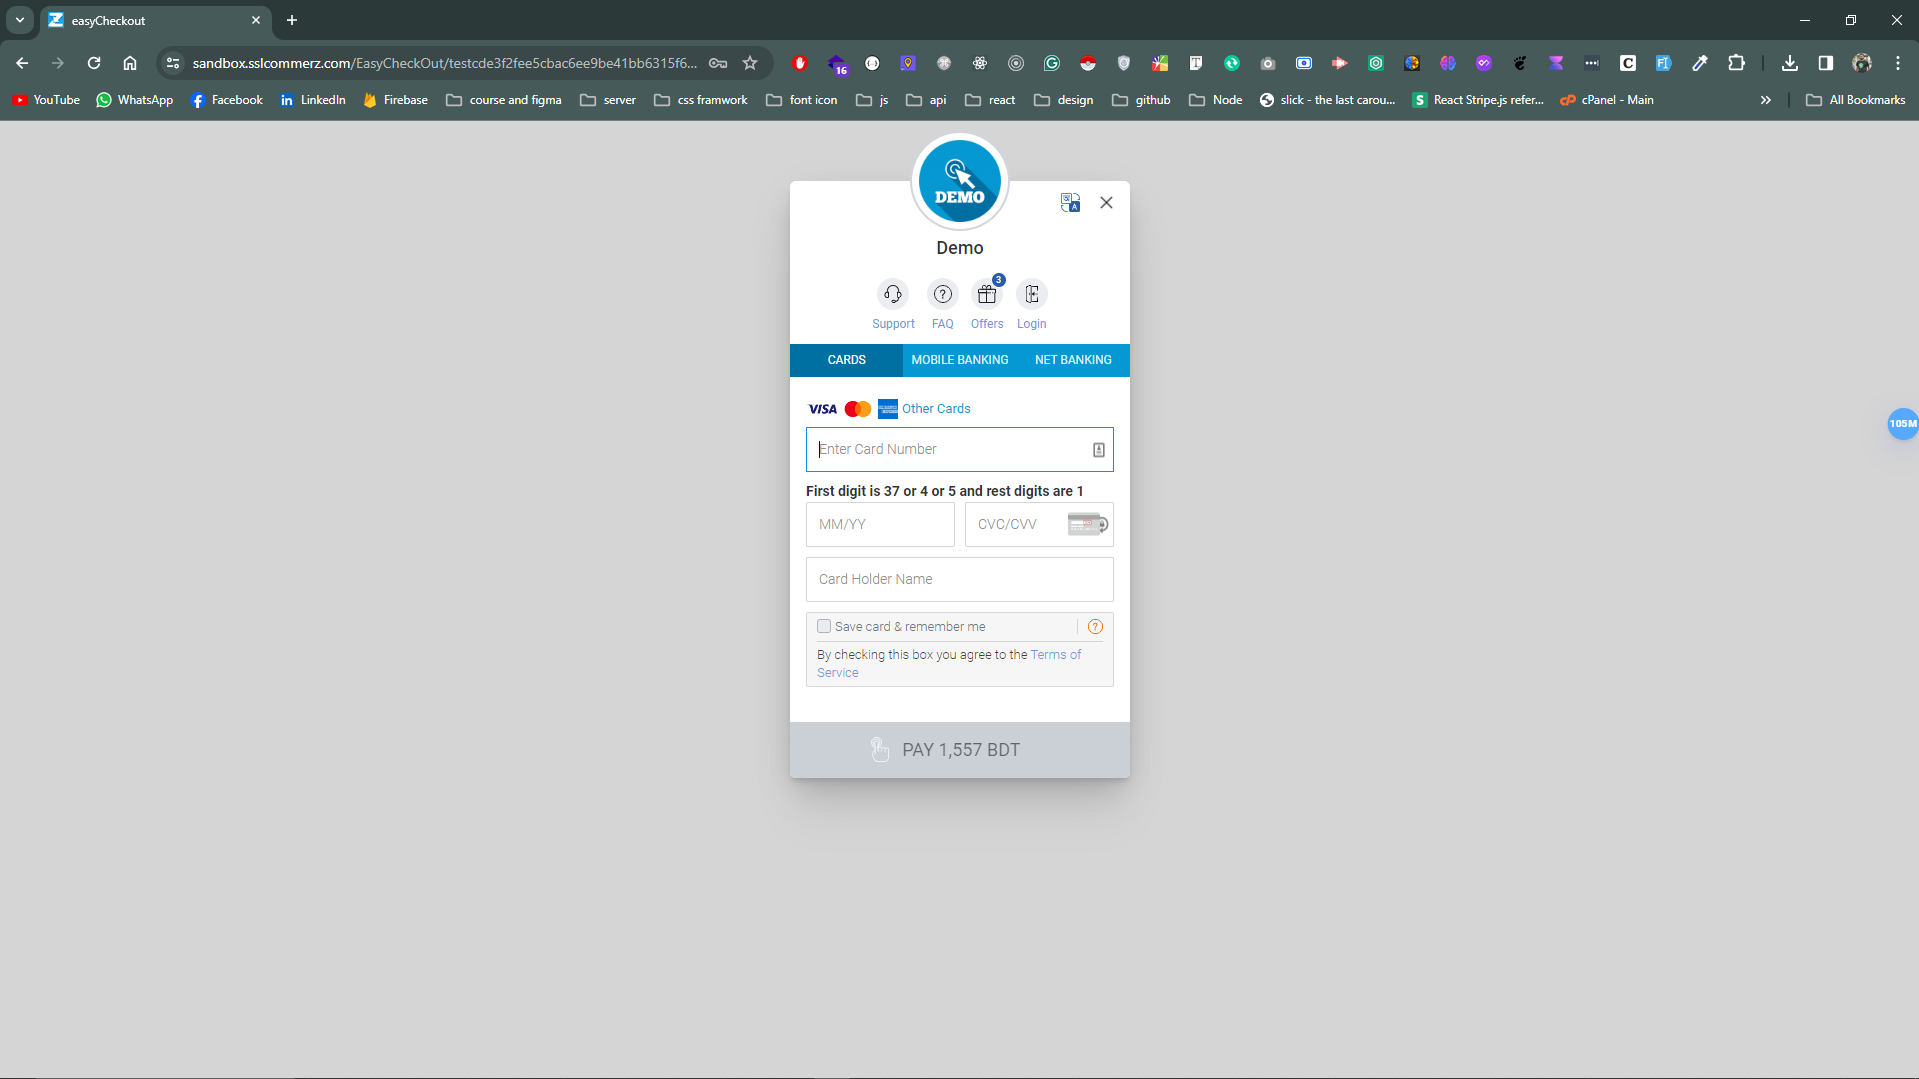 easyCheckout
sandbox.sslcommerz.com/EasyCheckOut/testcde3f2fee5cbac6ee9be41bb6315f6...
16
YouTube WhatsApp Facebook LinkedIn Firebase course and figma server css framwork font icon js api react design github Node slick - the last carou... React Stripe.js refer... cPanel - Main All Bookmarks
DEMO
Demo
3
Support FAQ Offers Login
CARDS MOBILE BANKING NET BANKING
VISA Other Cards
Enter Card Number
First digit is 37 or 4 or 5 and rest digits are 1
MM/YY CVC/CVV
Card Holder Name
Save card & remember me
By checking this box you agree to the Terms of
Service
PAY 1,557 BDT
105M